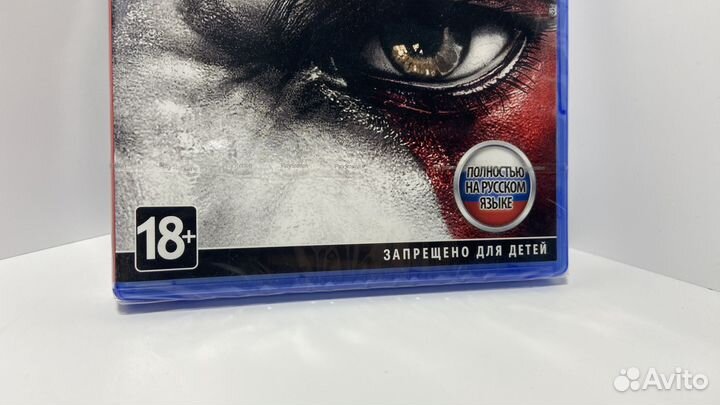 ПОЛНОСТЬЮ
НА РУССКОМ
ЯЗЫКЕ
18+
ЗАПРЕЩЕНО ДЛЯ ДЕТЕЙ
Avito